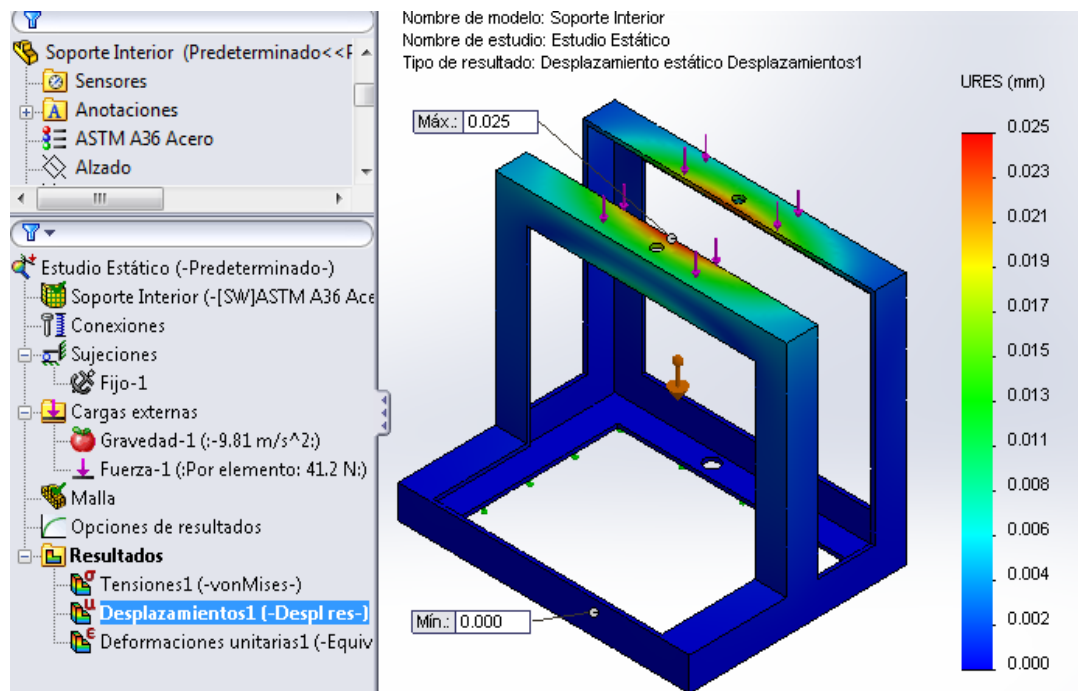 Soporte Interior (Predeterminado<<F
Sensores
Anotaciones
ASTM A36 Acero
Alzado
Estudio Estático (-Predeterminado-)
Soporte Interior (-[SW]ASTM A36 Ace
Conexiones
Sujeciones
Fijo-1
Cargas externas
Gravedad-1 (:-9.81 m/s^2:)
Fuerza-1 (:Por elemento: 41.2 N:)
Malla
Opciones de resultados
Resultados
Tensiones1 (-vonMises-)
Desplazamientos1 (-Despl res-)
Deformaciones unitarias1 (-Equiv
Nombre de modelo: Soporte Interior
Nombre de estudio: Estudio Estático
Tipo de resultado: Desplazamiento estático Desplazamientos1
Máx.: 0.025
Mín.: 0.000
URES (mm)
0.025
0.023
0.021
0.019
0.017
0.015
0.013
0.011
0.008
0.006
0.004
0.002
0.000